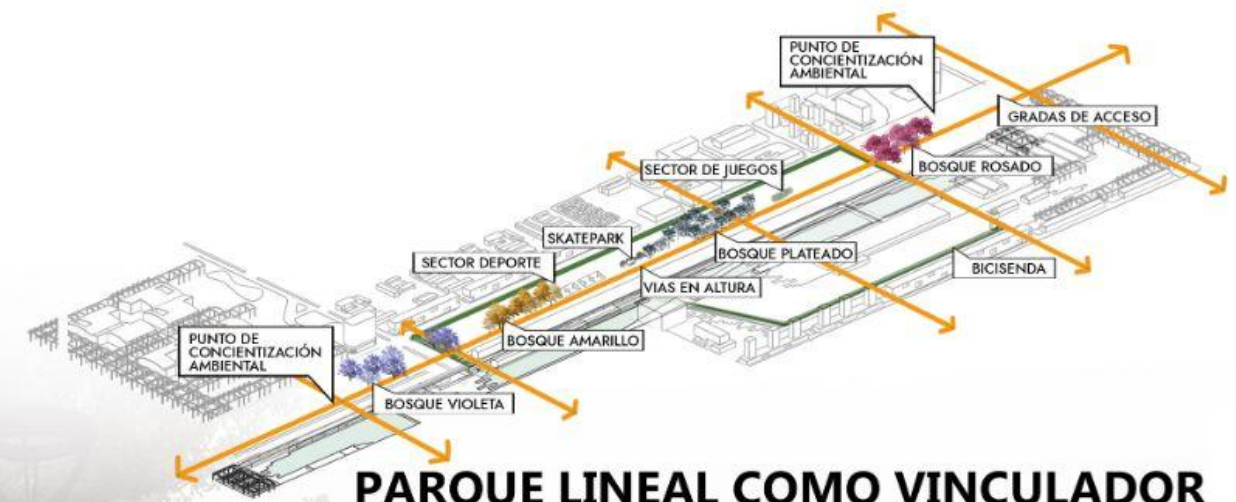 PUNTO DE
CONCIENTIZACIÓN
AMBIENTAL
GRADAS DE ACCESO
BOSQUE ROSADO
SECTOR DE JUEGOS
SKATEPARK
BOSQUE PLATEADO
SECTOR DEPORTE
BICISENDA
VIAS EN ALTURA
BOSQUE AMARILLO
PUNTO DE
CONCIENTIZACIÓN
AMBIENTAL
BOSQUE VIOLETA
PARQUE LINEAL COMO VINCULADOR